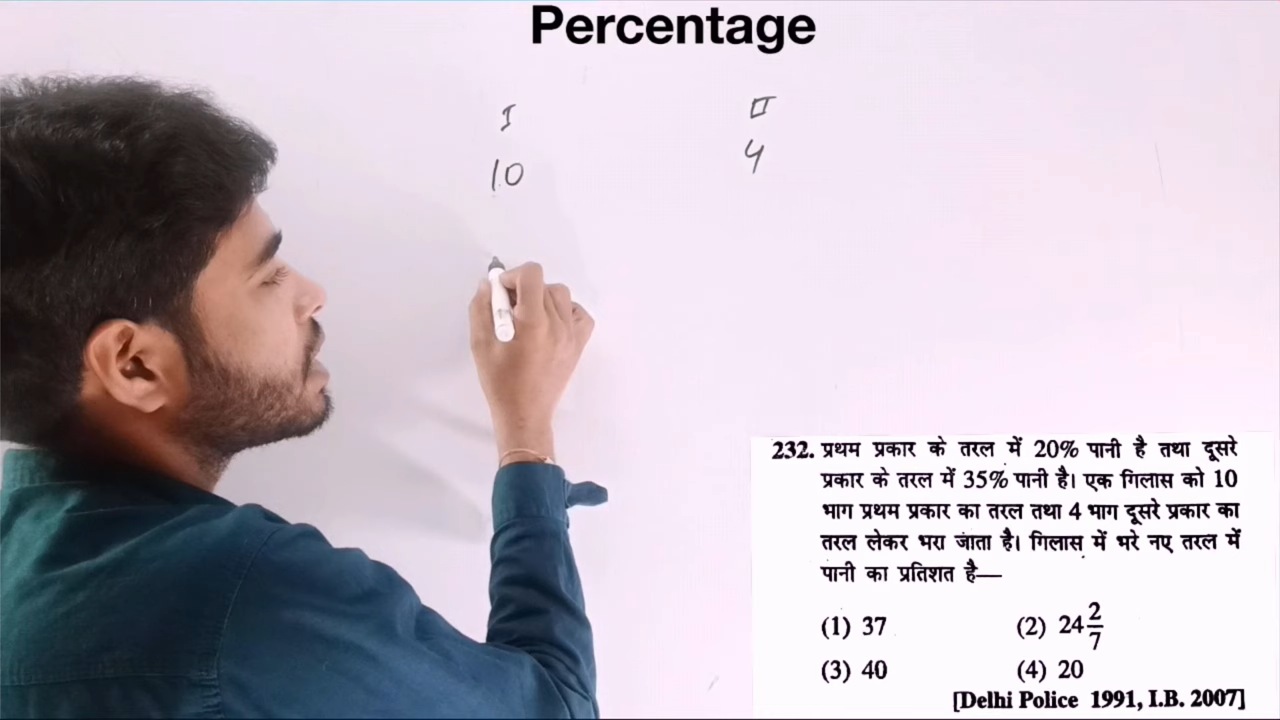 Percentage
I II
10 4
232. प्रथम प्रकार के तरल में 20% पानी है तथा दूसरे
प्रकार के तरल में 35% पानी है। एक गिलास को 10
भाग प्रथम प्रकार का तरल तथा 4 भाग दूसरे प्रकार का
तरल लेकर भरा जाता है। गिलास में भरे नए तरल में
पानी का प्रतिशत है—
(1) 37 (2) 24 2/7
(3) 40 (4) 20
[Delhi Police 1991, I.B. 2007]